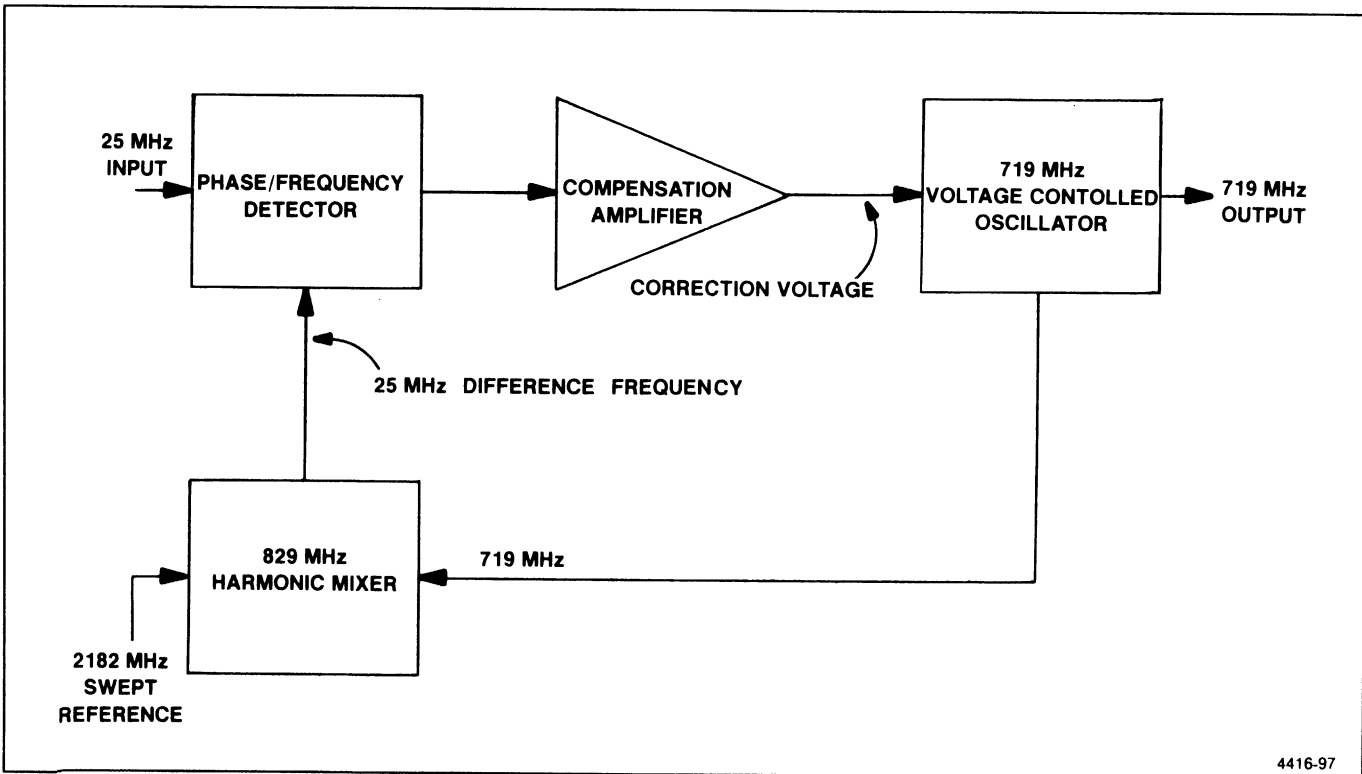 25 MHz
INPUT
PHASE/FREQUENCY
DETECTOR
COMPENSATION
AMPLIFIER
719 MHz
VOLTAGE CONTOLLED
OSCILLATOR
719 MHz
OUTPUT
CORRECTION VOLTAGE
25 MHz DIFFERENCE FREQUENCY
829 MHz
HARMONIC MIXER
719 MHz
2182 MHz
SWEPT
REFERENCE
4416-97